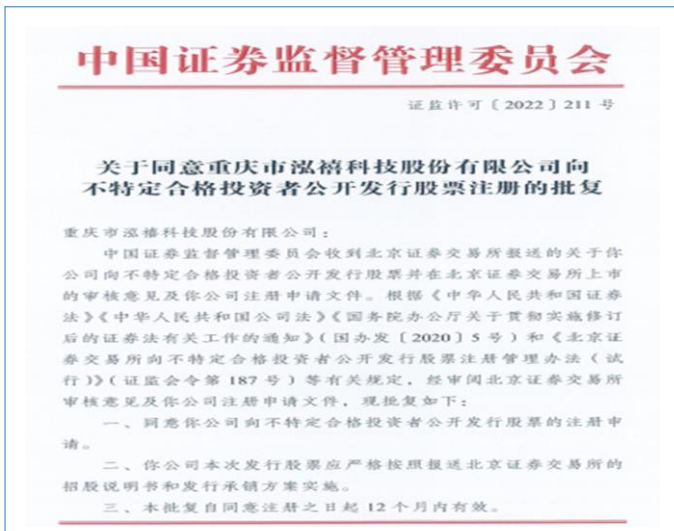 中国证券监督管理委员会
证监许可〔2022〕211 号
关于同意重庆市泓禧科技股份有限公司向
不特定合格投资者公开发行股票注册的批复
重庆市泓禧科技股份有限公司：
中国证券监督管理委员会收到北京证券交易所报送的关于你
公司向不特定合格投资者公开发行股票并在北京证券交易所上市
的审核意见及你公司注册申请文件。根据《中华人民共和国证券
法》《中华人民共和国公司法》《国务院办公厅关于贯彻实施修订
后的证券法有关工作的通知》（国办发〔2020〕5 号）和《北京证
券交易所向不特定合格投资者公开发行股票注册管理办法（试
行）》（证监会令第 187 号）等有关规定，经审阅北京证券交易所
审核意见及你公司注册申请文件，现批复如下：
一、同意你公司向不特定合格投资者公开发行股票的注册申
请。
二、你公司本次发行股票应严格按照报送北京证券交易所的
招股说明书和发行承销方案实施。
三、本批复自同意注册之日起 12 个月内有效。